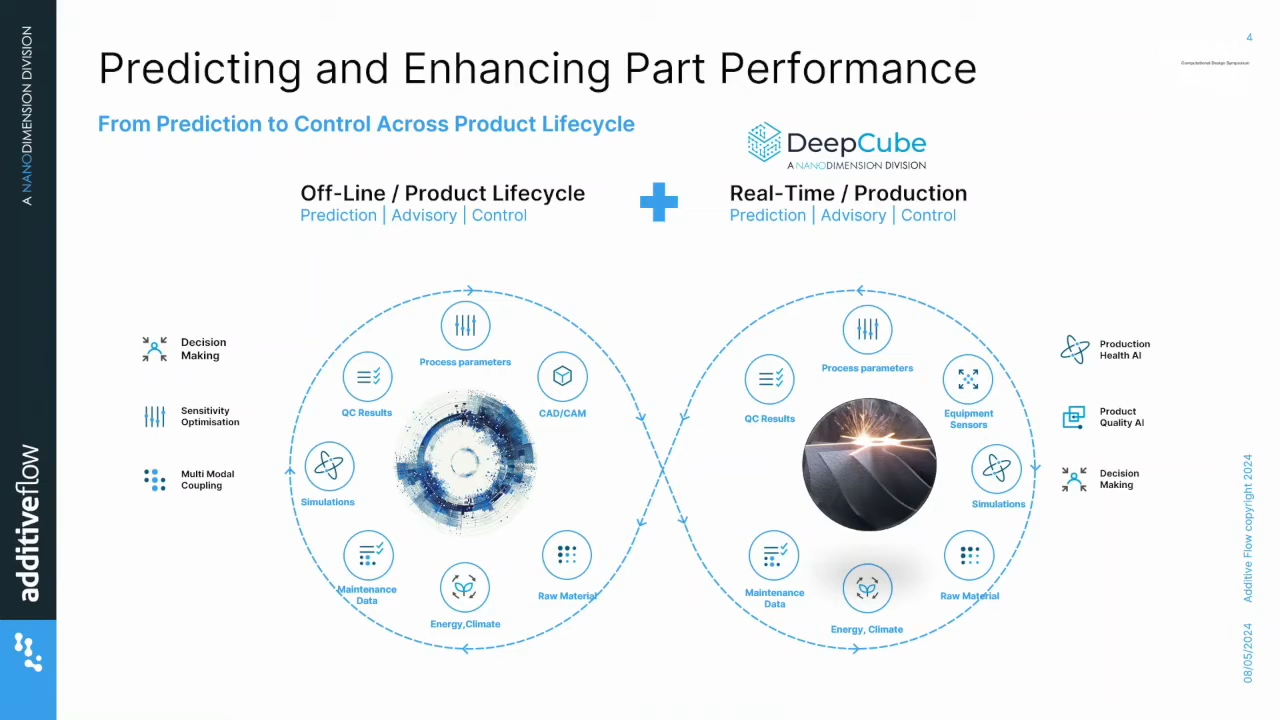 A NANODIMENSION DIVISION
additiveflow
4
Computational Design Symposium
Predicting and Enhancing Part Performance
From Prediction to Control Across Product Lifecycle
DeepCube
A NANODIMENSION DIVISION
Off-Line / Product Lifecycle
Prediction | Advisory | Control
Real-Time / Production
Prediction | Advisory | Control
Decision
Making
Sensitivity
Optimisation
Multi Modal
Coupling
Process parameters
QC Results
CAD/CAM
Simulations
Maintenance
Data
Energy,Climate
Raw Material
Process parameters
QC Results
Equipment
Sensors
Simulations
Maintenance
Data
Energy, Climate
Raw Material
Production
Health AI
Product
Quality AI
Decision
Making
08/05/2024 Additive Flow copyright 2024